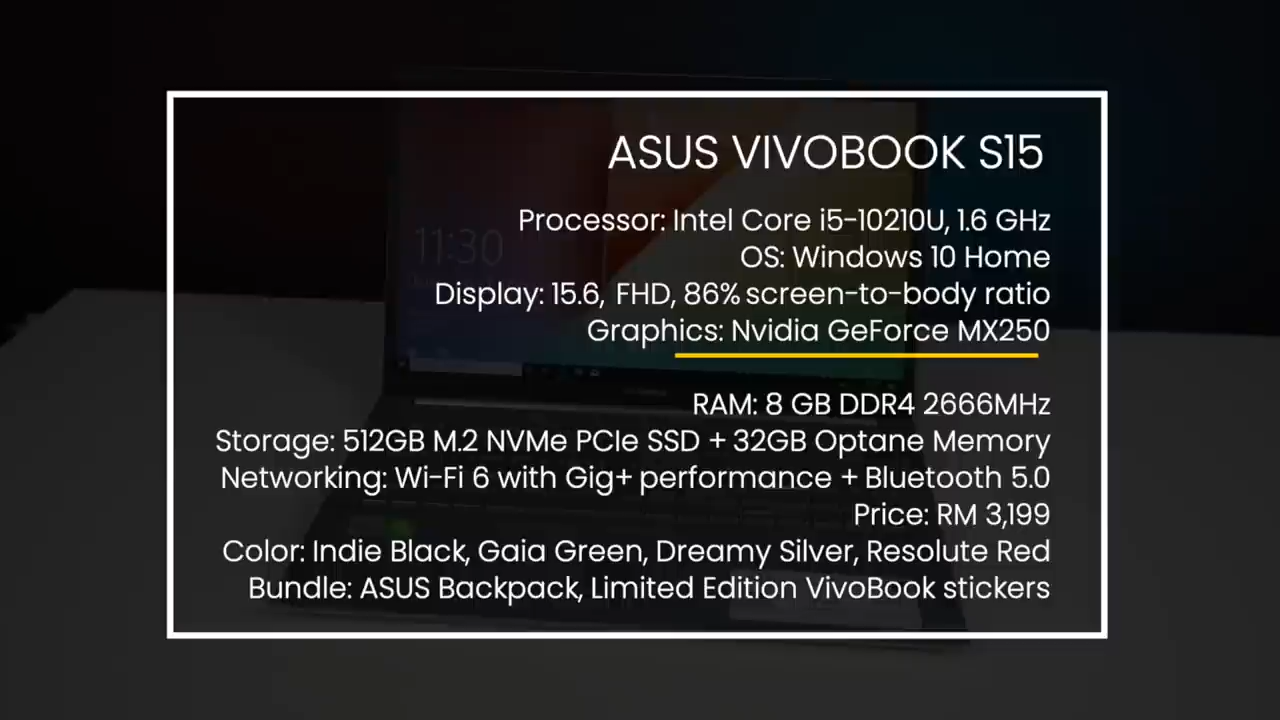 ASUS VIVOBOOK S15
Processor: Intel Core i5-10210U, 1.6 GHz
OS: Windows 10 Home
Display: 15.6, FHD, 86% screen-to-body ratio
Graphics: Nvidia GeForce MX250
RAM: 8 GB DDR4 2666MHz
Storage: 512GB M.2 NVMe PCIe SSD + 32GB Optane Memory
Networking: Wi-Fi 6 with Gig+ performance + Bluetooth 5.0
Price: RM 3,199
Color: Indie Black, Gaia Green, Dreamy Silver, Resolute Red
Bundle: ASUS Backpack, Limited Edition VivoBook stickers
11:30